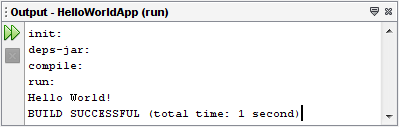 Output - HelloWorldApp (run)
init:
deps-jar:
compile:
run:
Hello World!
BUILD SUCCESSFUL (total time: 1 second)